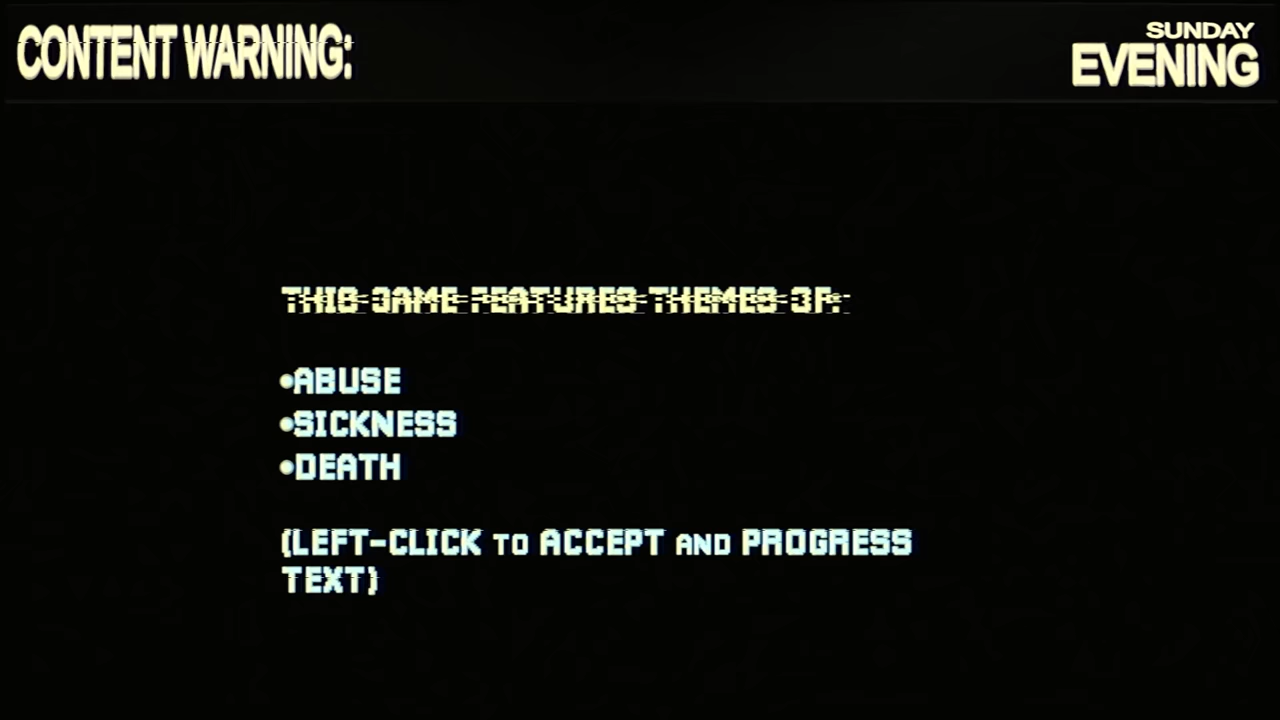 CONTENT WARNING:
SUNDAY
EVENING
THIS GAME FEATURES THEMES OF:
•ABUSE
•SICKNESS
•DEATH
(LEFT-CLICK TO ACCEPT AND PROGRESS
TEXT)